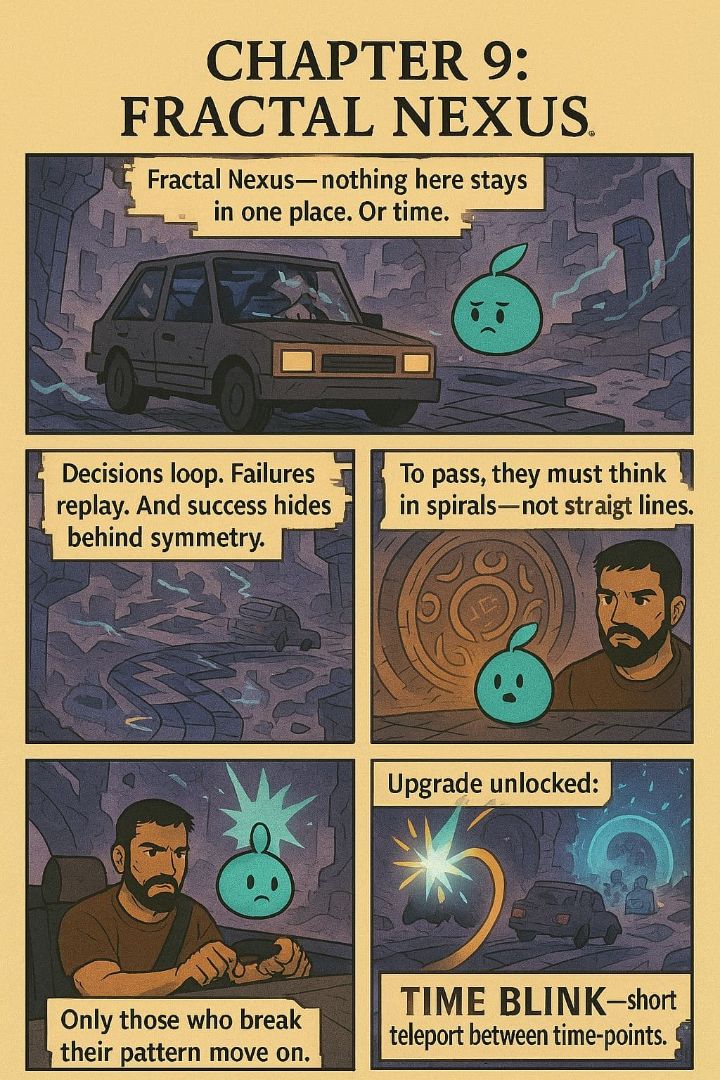 CHAPTER 9:
FRACTAL NEXUS.
Fractal Nexus—nothing here stays
in one place. Or time.
Decisions loop. Failures
replay. And success hides
behind symmetry.
To pass, they must think
in spirals—not straigt lines.
Only those who break
their pattern move on.
Upgrade unlocked:
TIME BLINK—short
teleport between time-points.